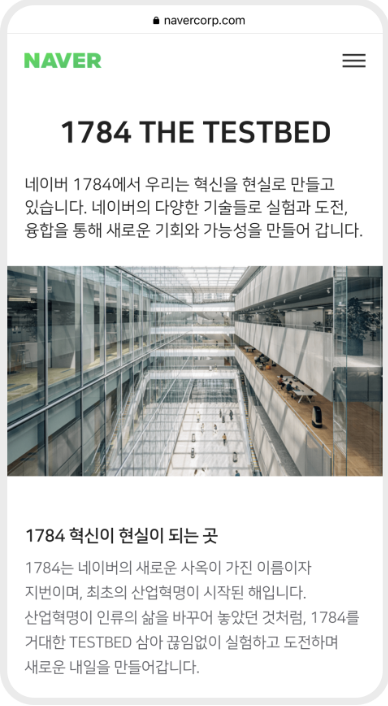 navercorp.com
NAVER
1784 THE TESTBED
네이버 1784에서 우리는 혁신을 현실로 만들고
있습니다. 네이버의 다양한 기술들로 실험과 도전,
융합을 통해 새로운 기회와 가능성을 만들어 갑니다.
1784 혁신이 현실이 되는 곳
1784는 네이버의 새로운 사옥이 가진 이름이자
지번이며, 최초의 산업혁명이 시작된 해입니다.
산업혁명이 인류의 삶을 바꾸어 놓았던 것처럼, 1784를
거대한 TESTBED 삼아 끊임없이 실험하고 도전하며
새로운 내일을 만들어갑니다.